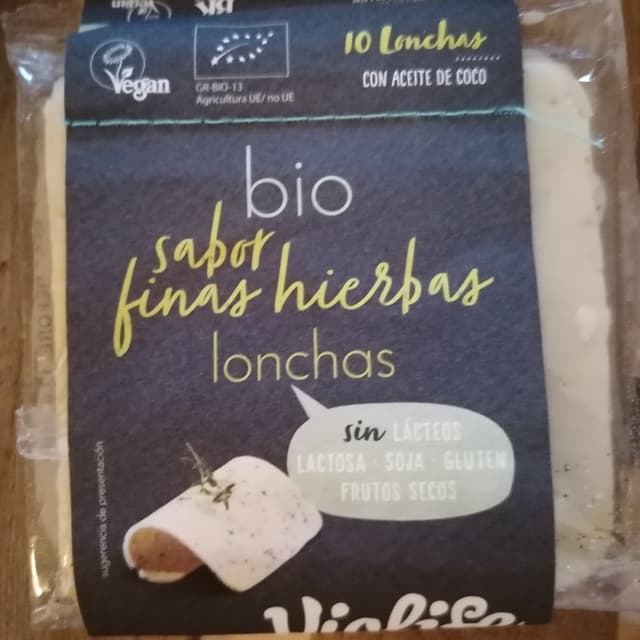 10 Lonchas
CON ACEITE DE COCO
Vegan
GR-BIO-13
Agricultura UE/ no UE
bio
sabor
finas hierbas
lonchas
sin LÁCTEOS
LACTOSA · SOJA · GLUTEN
FRUTOS SECOS
sugerencia de presentación
Violife